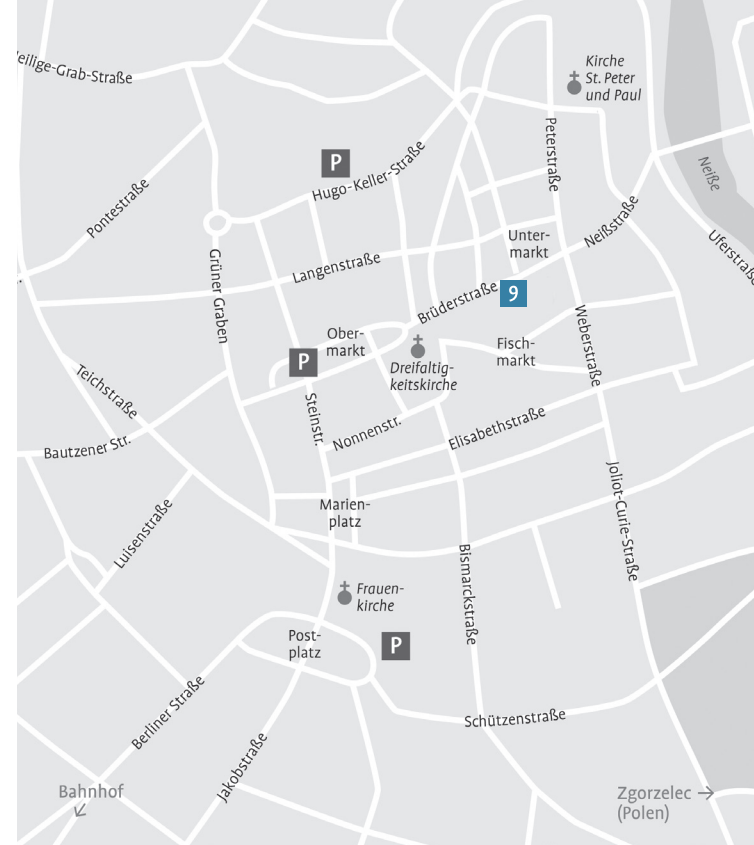 Kirche
St. Peter
und Paul
eilige-Grab-Straße
P
Hugo-Keller-Straße
Peterstraße
Neiße
Pontestraße
Neißstraße
Unter-
markt
Uferstraße
Grüner Graben
Langenstraße
Brüderstraße
9
Weberstraße
Ober-
markt
Fisch-
markt
P
Dreifaltig-
keitskirche
Teichstraße
Steinstr.
Nonnenstr.
Elisabethstraße
Bautzener Str.
Joliot-Curie-Straße
Marien-
platz
Luisenstraße
Bismarckstraße
Frauen-
kirche
Post-
platz
P
Berliner Straße
Schützenstraße
Jakobstraße
Bahnhof
Zgorzelec →
(Polen)